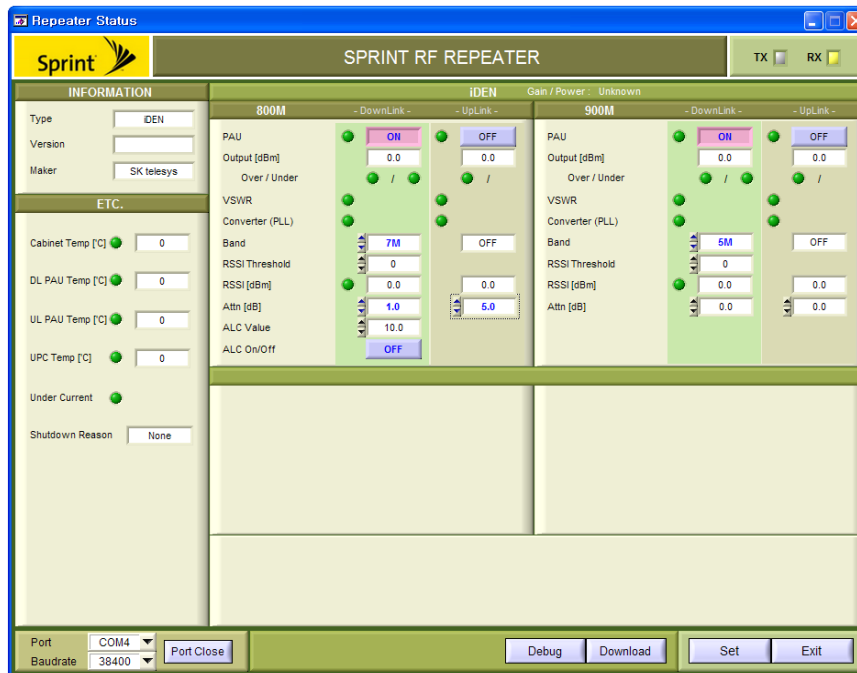 Repeater Status
Sprint
SPRINT RF REPEATER
TX RX
INFORMATION
Type iDEN
Version
Maker SK telesys
ETC.
Cabinet Temp ['C] 0
DL PAU Temp ['C] 0
UL PAU Temp ['C] 0
UPC Temp ['C] 0
Under Current
Shutdown Reason None
iDEN Gain / Power : Unknown
800M - DownLink - - UpLink -
PAU ON OFF
Output [dBm] 0.0 0.0
Over / Under / /
VSWR
Converter (PLL)
Band 7M OFF
RSSI Threshold 0
RSSI [dBm] 0.0 0.0
Attn [dB] 1.0 5.0
ALC Value 10.0
ALC On/Off OFF
900M - DownLink - - UpLink -
PAU ON OFF
Output [dBm] 0.0 0.0
Over / Under / /
VSWR
Converter (PLL)
Band 5M OFF
RSSI Threshold 0
RSSI [dBm] 0.0 0.0
Attn [dB] 0.0 0.0
Port COM4
Baudrate 38400
Port Close
Debug Download Set Exit